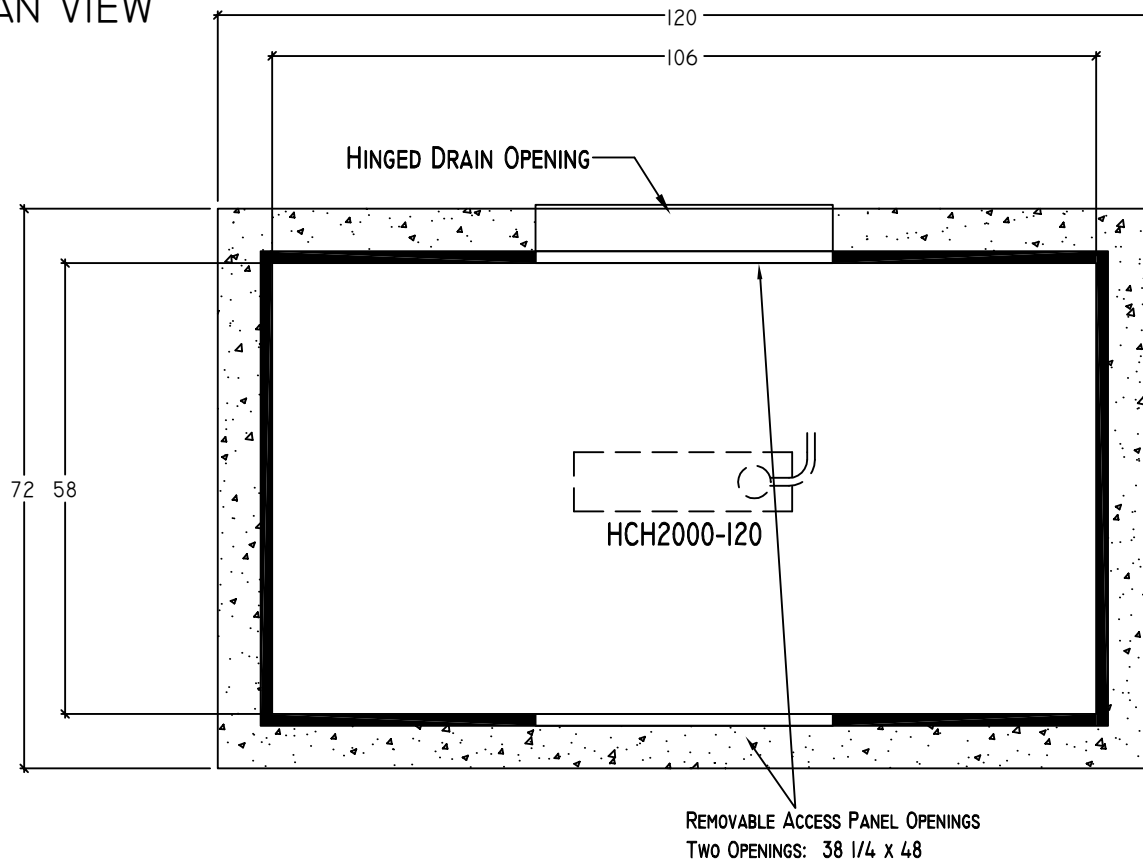 AN VIEW
120
106
HINGED DRAIN OPENING
72 58
HCH2000-120
REMOVABLE ACCESS PANEL OPENINGS
TWO OPENINGS: 38 1/4 X 48